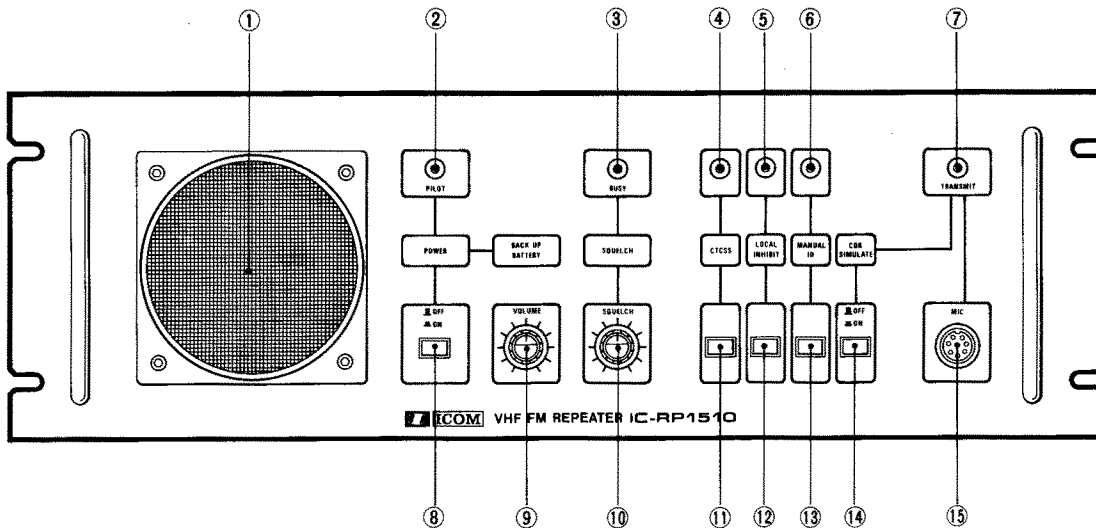 ① ② ③ ④ ⑤ ⑥ ⑦
PILOT BUSY TRANSMIT
POWER BACK UP BATTERY SQUELCH CTCSS LOCAL INHIBIT MANUAL ID COR SIMULATE
OFF VOLUME SQUELCH OFF MIC
ON ON
ICOM VHF FM REPEATER IC-RP1510
⑧ ⑨ ⑩ ⑪ ⑫ ⑬ ⑭ ⑮